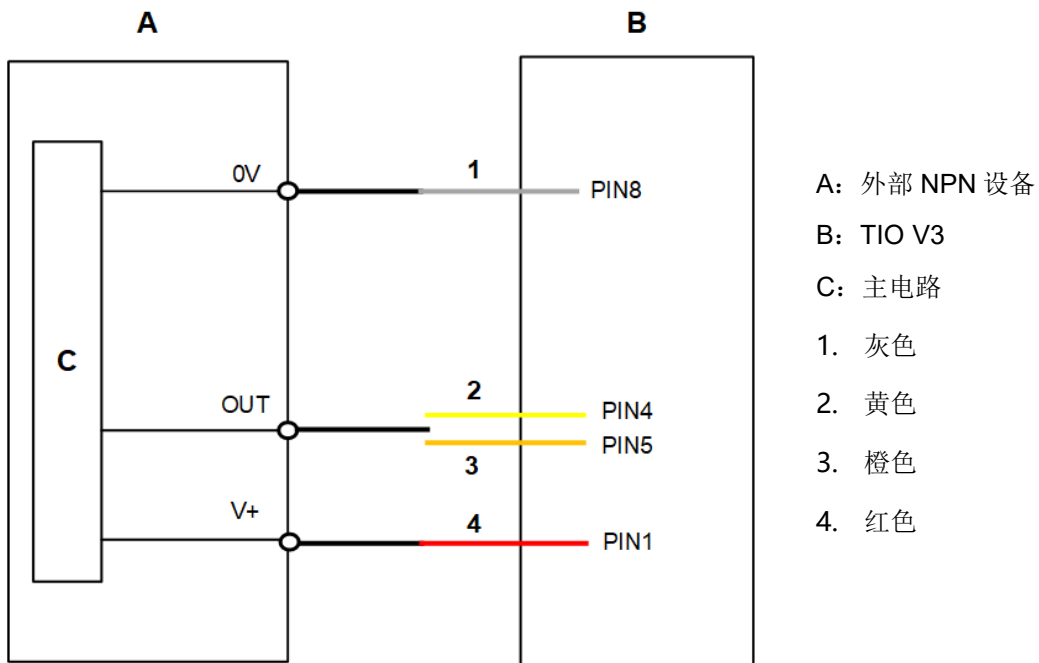 A
B
0V
1
PIN8
C
OUT
2
PIN4
PIN5
3
V+
4
PIN1
A：外部 NPN 设备
B：TIO V3
C：主电路
1. 灰色
2. 黄色
3. 橙色
4. 红色